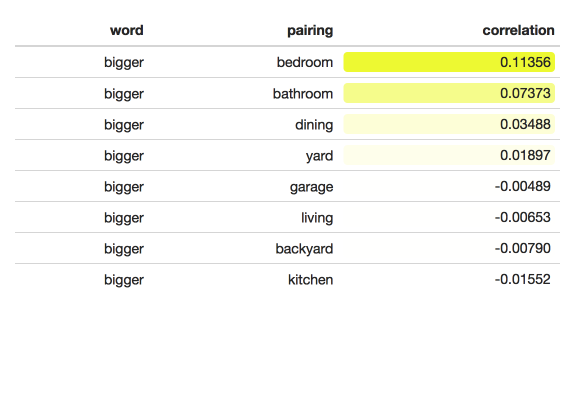 word pairing correlation
bigger bedroom 0.11356
bigger bathroom 0.07373
bigger dining 0.03488
bigger yard 0.01897
bigger garage -0.00489
bigger living -0.00653
bigger backyard -0.00790
bigger kitchen -0.01552